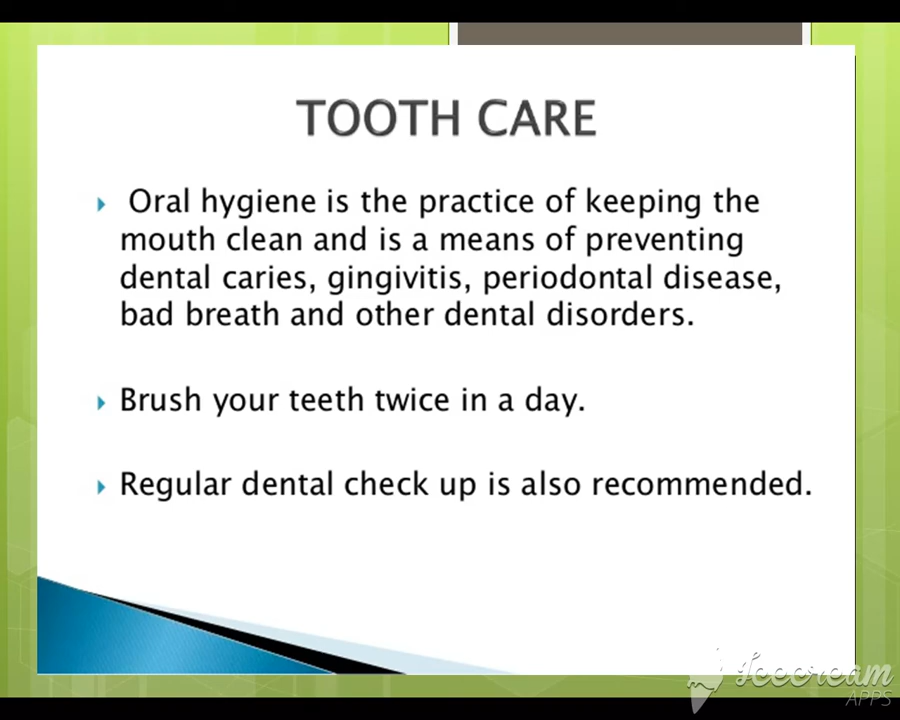 TOOTH CARE
Oral hygiene is the practice of keeping the
mouth clean and is a means of preventing
dental caries, gingivitis, periodontal disease,
bad breath and other dental disorders.
Brush your teeth twice in a day.
Regular dental check up is also recommended.
Icecream
APPS